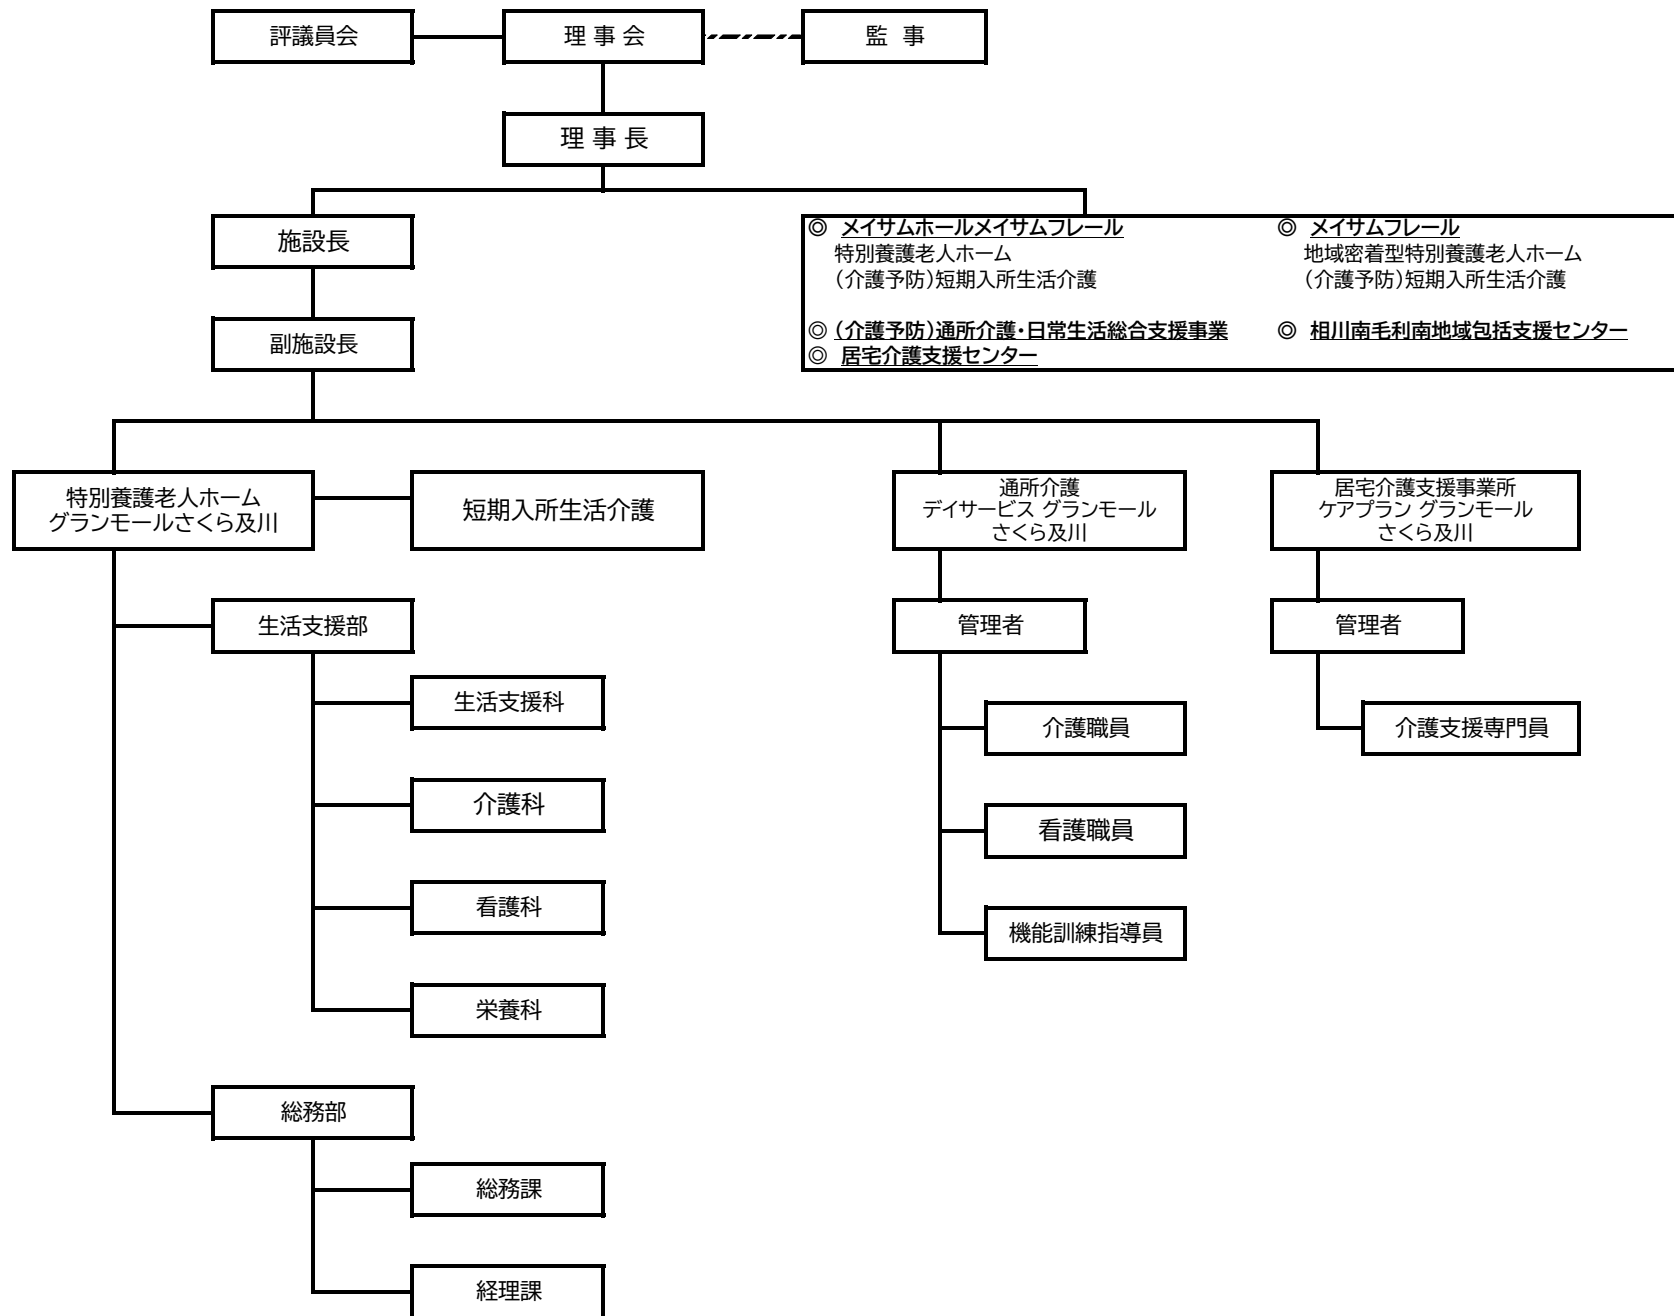 評議員会
理 事 会
監 事
理 事 長
施設長
◎ メイサムホールメイサムフレール
特別養護老人ホーム
(介護予防)短期入所生活介護
◎ (介護予防)通所介護・日常生活総合支援事業
◎ 居宅介護支援センター
◎ メイサムフレール
地域密着型特別養護老人ホーム
(介護予防)短期入所生活介護
◎ 相川南毛利南地域包括支援センター
副施設長
特別養護老人ホーム
グランモールさくら及川
短期入所生活介護
通所介護
デイサービス グランモール
さくら及川
居宅介護支援事業所
ケアプラン グランモール
さくら及川
生活支援部
管理者
管理者
生活支援科
介護職員
介護支援専門員
介護科
看護職員
看護科
機能訓練指導員
栄養科
総務部
総務課
経理課